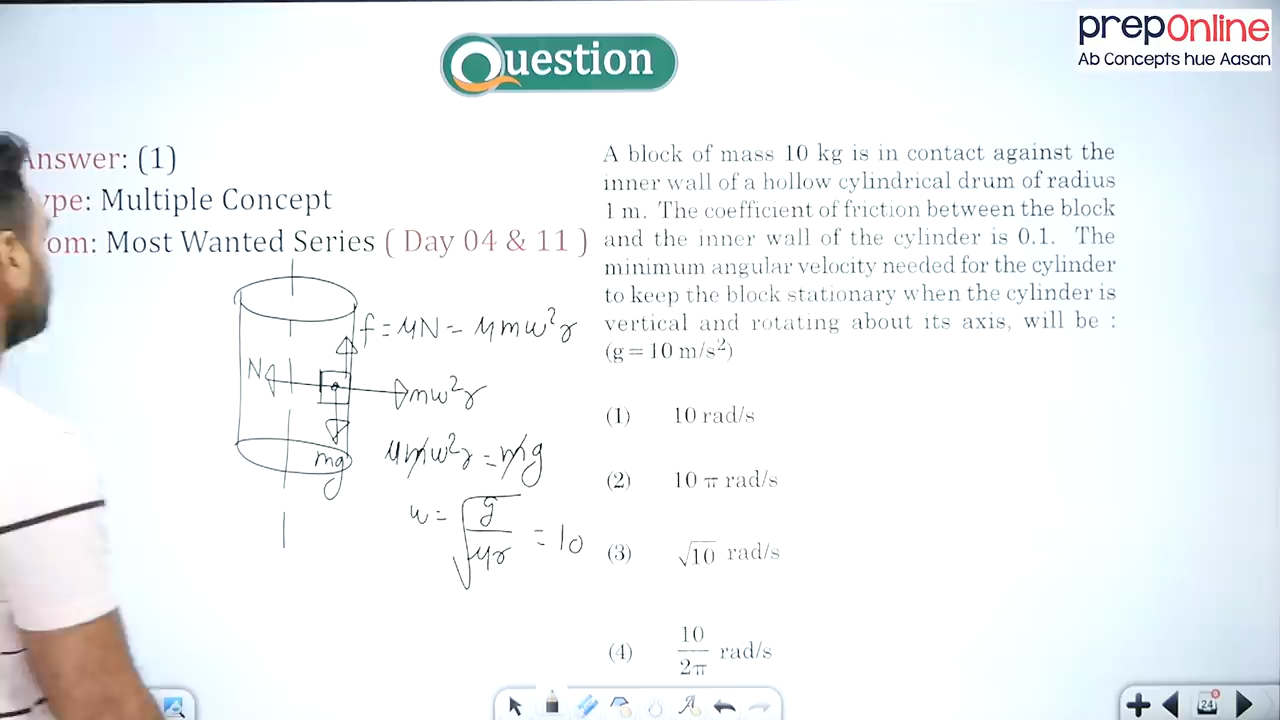 prepOnline
Ab Concepts hue Aasan
Question
Answer: (1)
ype: Multiple Concept
rom: Most Wanted Series ( Day 04 & 11 )
A block of mass 10 kg is in contact against the
inner wall of a hollow cylindrical drum of radius
1 m. The coefficient of friction between the block
and the inner wall of the cylinder is 0.1. The
minimum angular velocity needed for the cylinder
to keep the block stationary when the cylinder is
vertical and rotating about its axis, will be :
(g = 10 m/s²)
f = μN = μmω²r
N
mω²r
mg
μmω²r = mg
ω = √(g/μr) = 10
(1) 10 rad/s
(2) 10 π rad/s
(3) √10 rad/s
(4) 10/2π rad/s
24